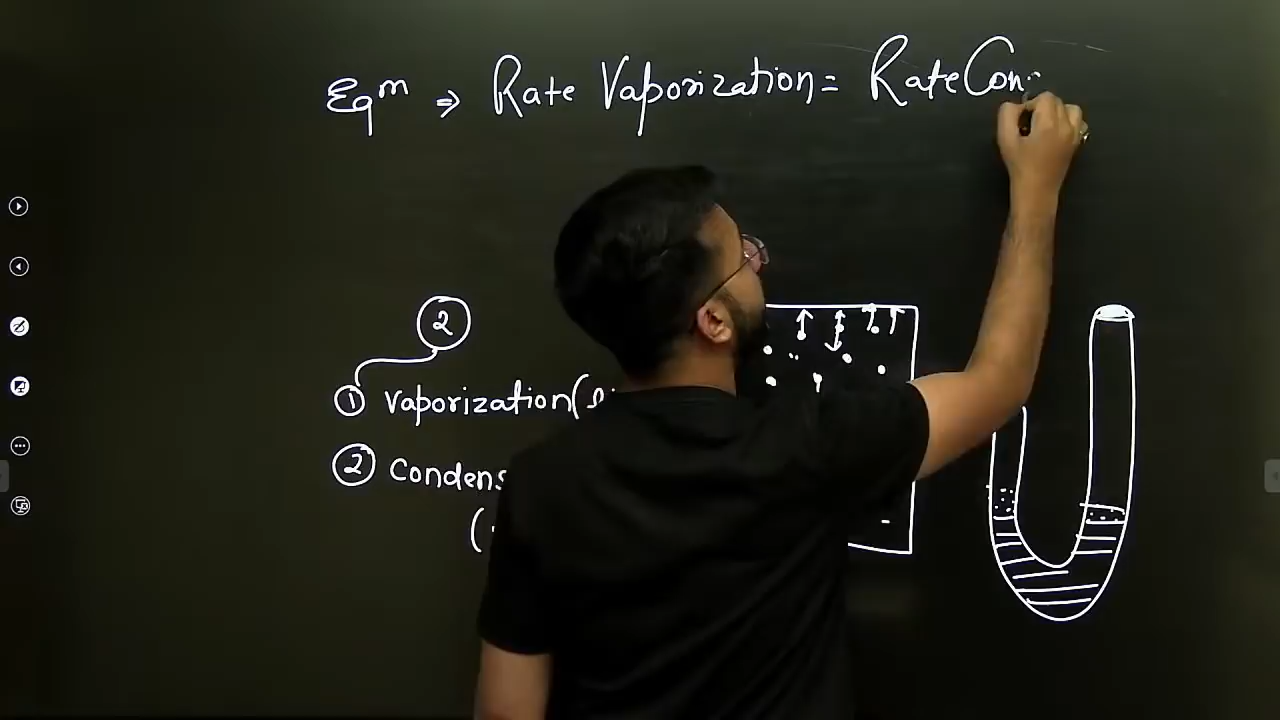 Eqᵐ ⇒ Rate Vaporization = Rate Con
②
① vaporization(
② Condens
(